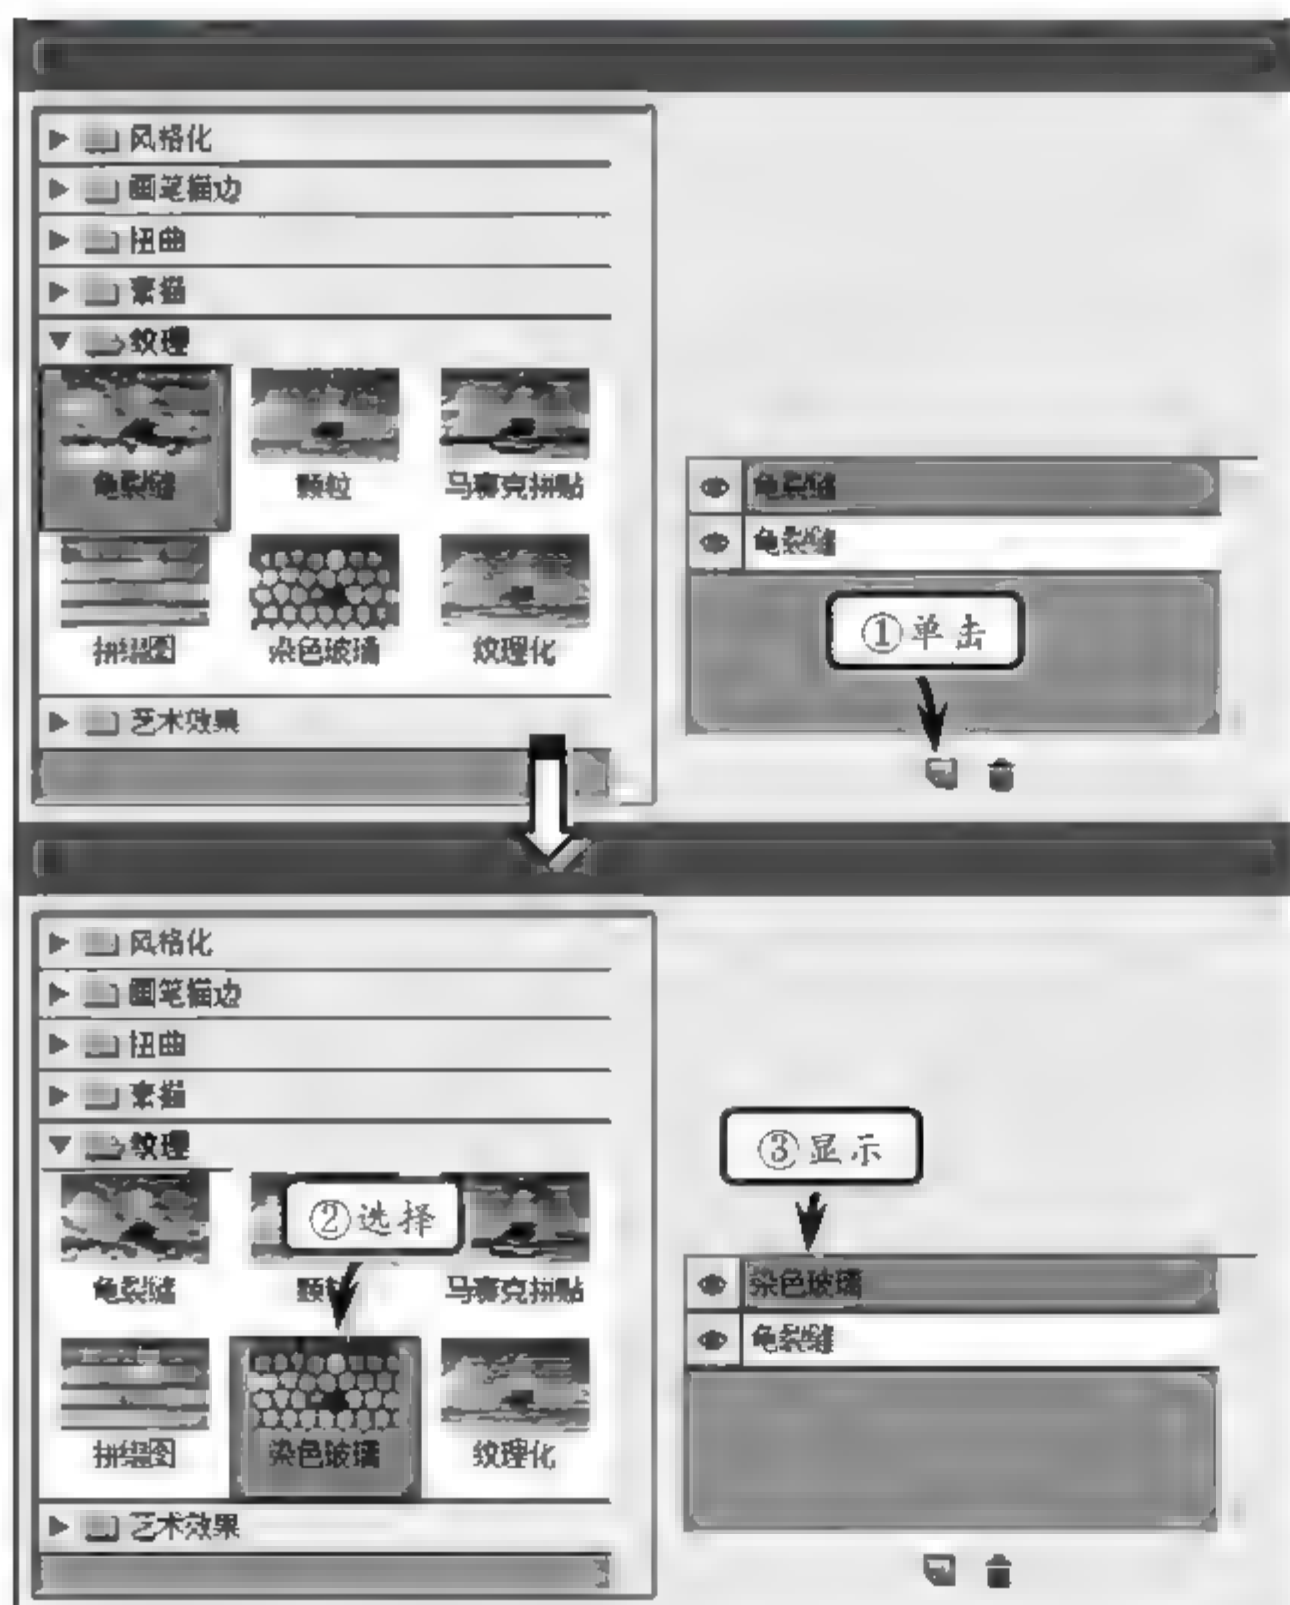 风格化
画笔描边
扭曲
素描
纹理
龟裂缝 颗粒 马赛克拼贴
拼缀图 染色玻璃 纹理化
艺术效果
龟裂缝
龟裂缝
①单击
风格化
画笔描边
扭曲
素描
纹理
②选择
龟裂缝 颗粒 马赛克拼贴
拼缀图 染色玻璃 纹理化
艺术效果
③显示
染色玻璃
龟裂缝